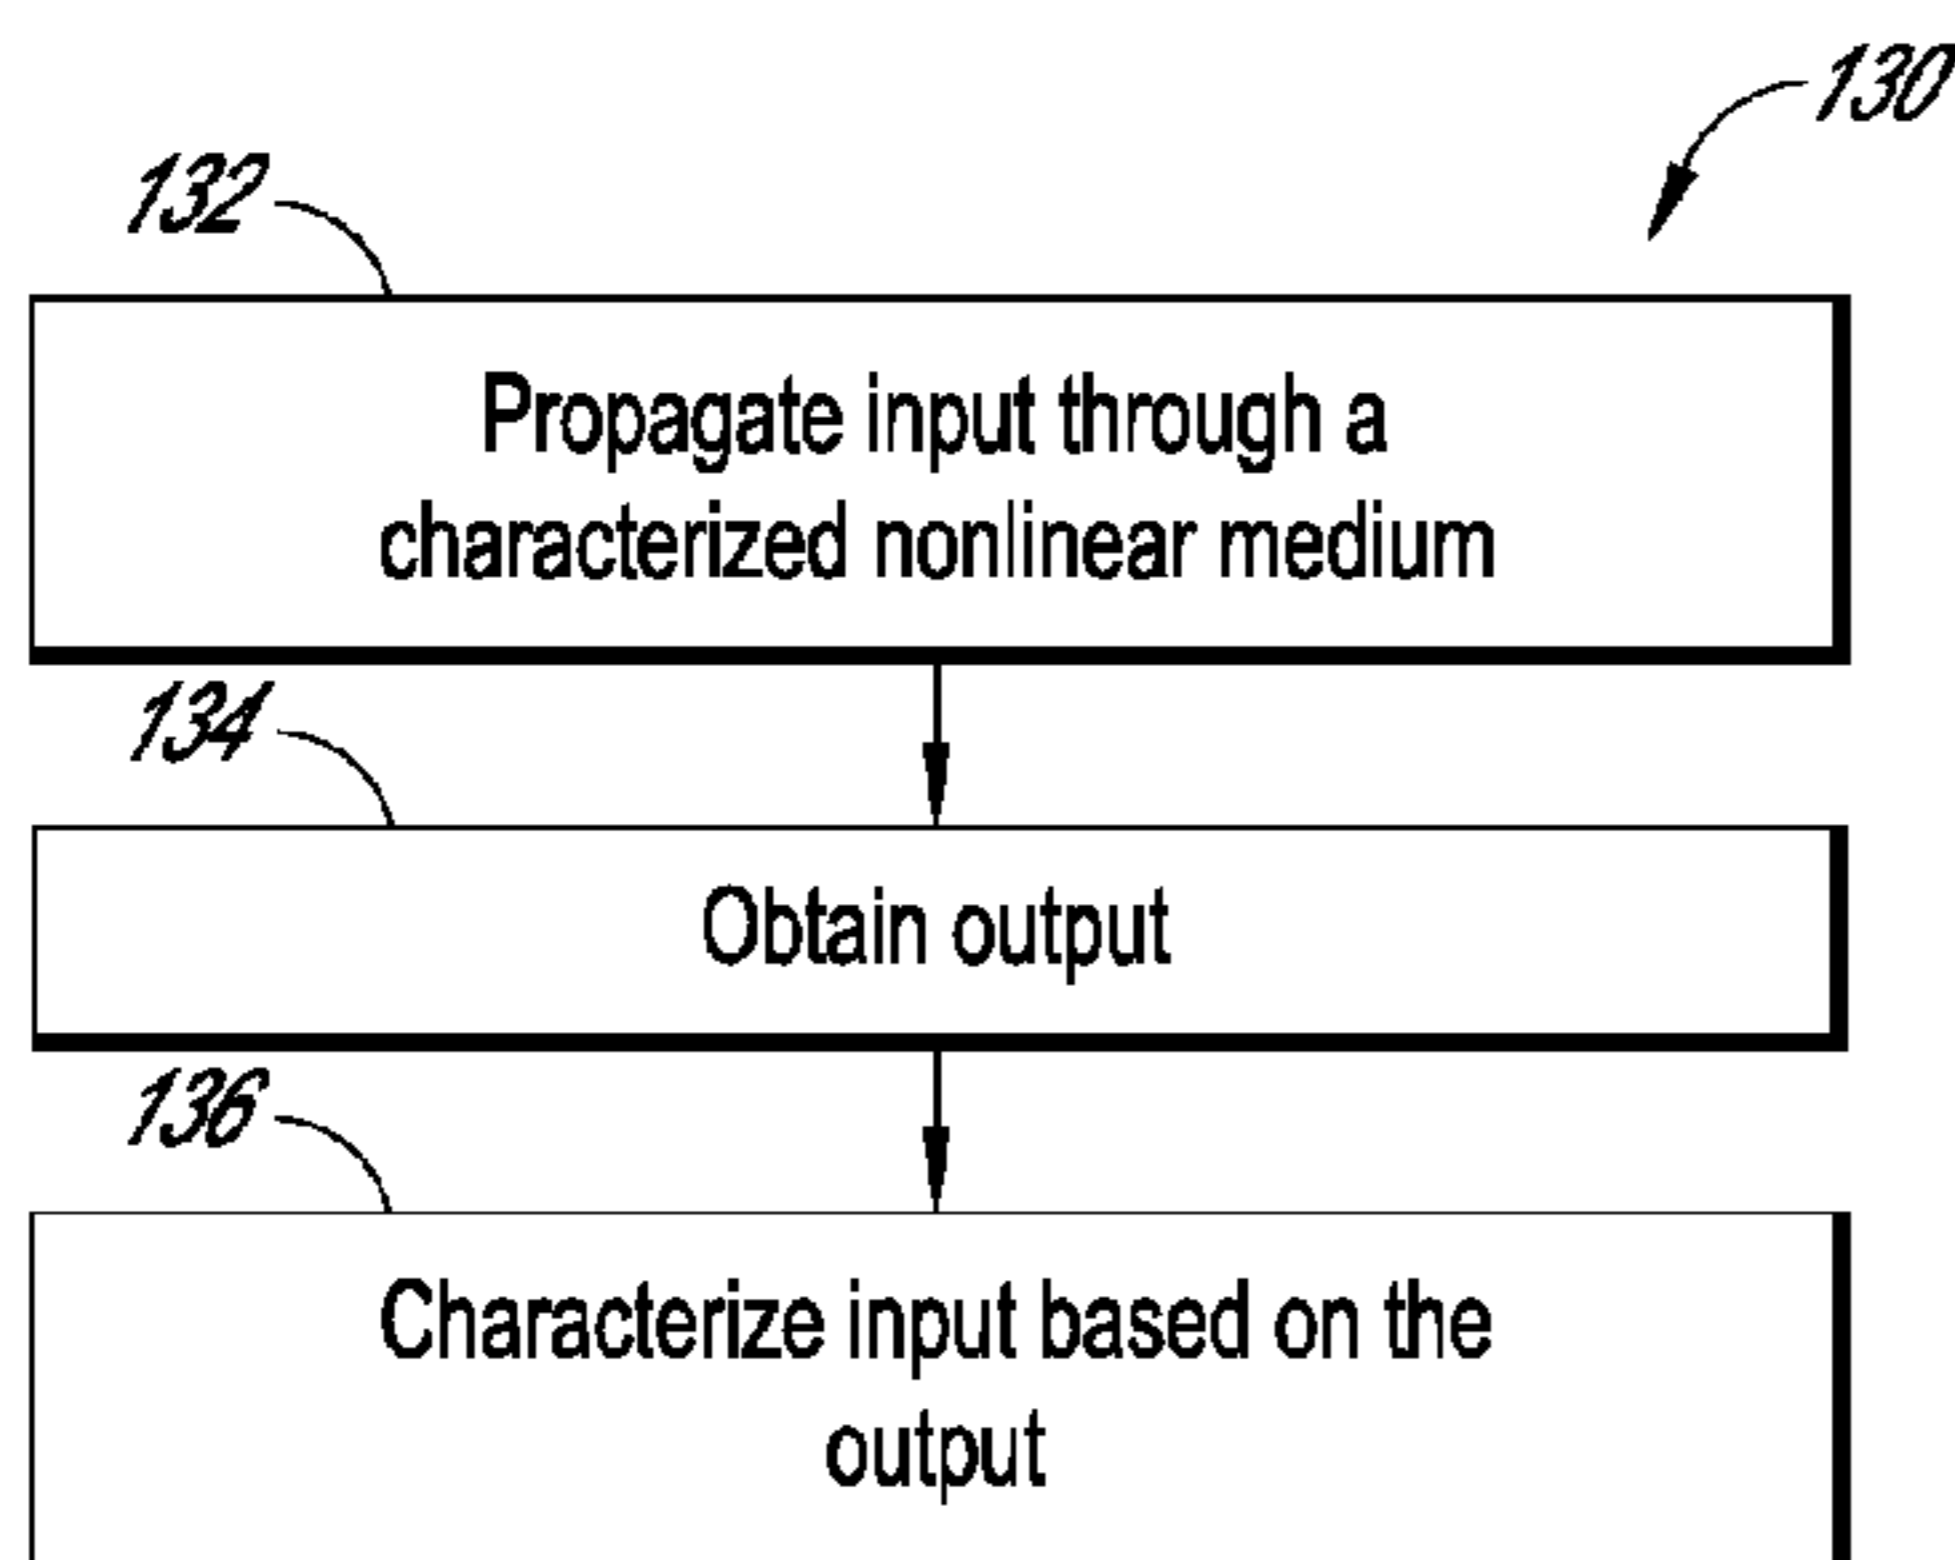 130
132
Propagate input through a
characterized nonlinear medium
134
Obtain output
136
Characterize input based on the
output